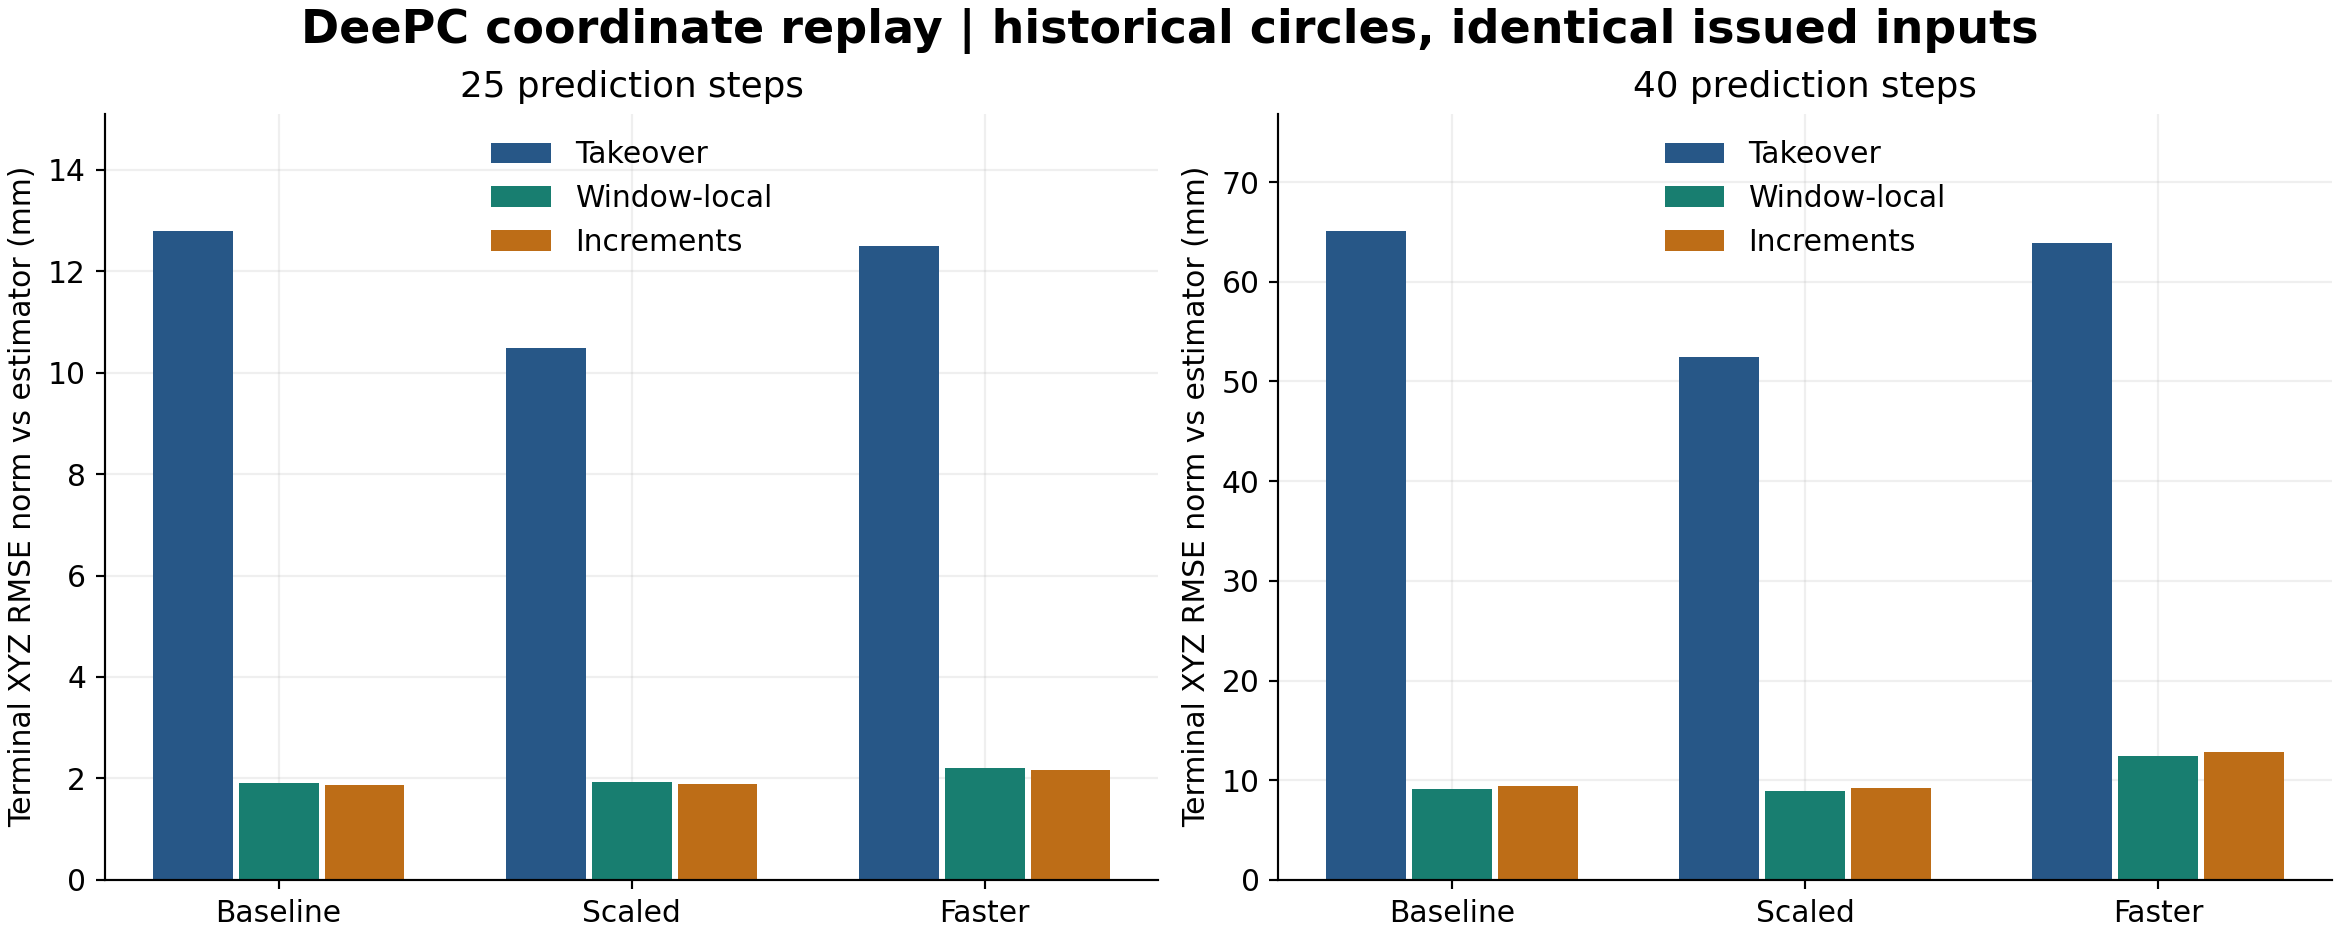 DeePC coordinate replay | historical circles, identical issued inputs
25 prediction steps
Terminal XYZ RMSE norm vs estimator (mm)
14
12
10
8
6
4
2
0
Takeover
Window-local
Increments
Baseline
Scaled
Faster
40 prediction steps
Terminal XYZ RMSE norm vs estimator (mm)
70
60
50
40
30
20
10
0
Takeover
Window-local
Increments
Baseline
Scaled
Faster